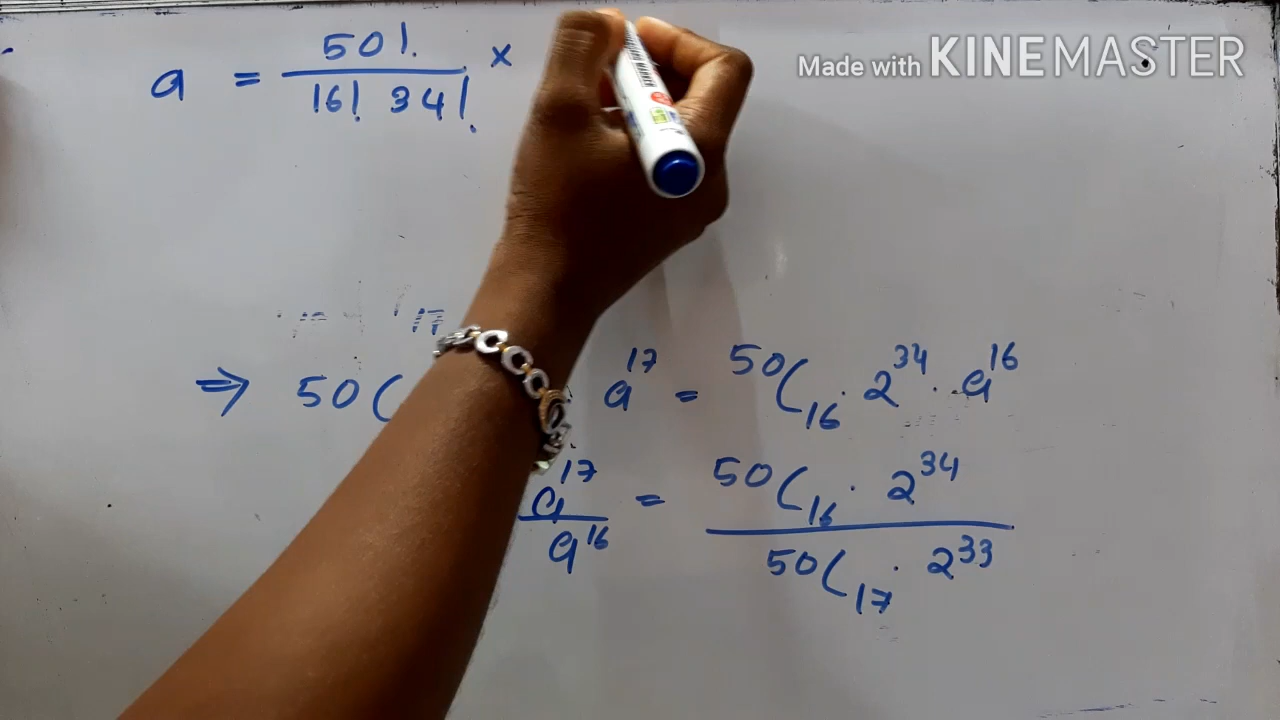 Made with KINEMASTER
a = 50! / 16! 34! ×
⇒ 50C a^17 = 50C16 · 2^34 · a^16
a^17 / a^16 = 50C16 · 2^34 / 50C17 · 2^33